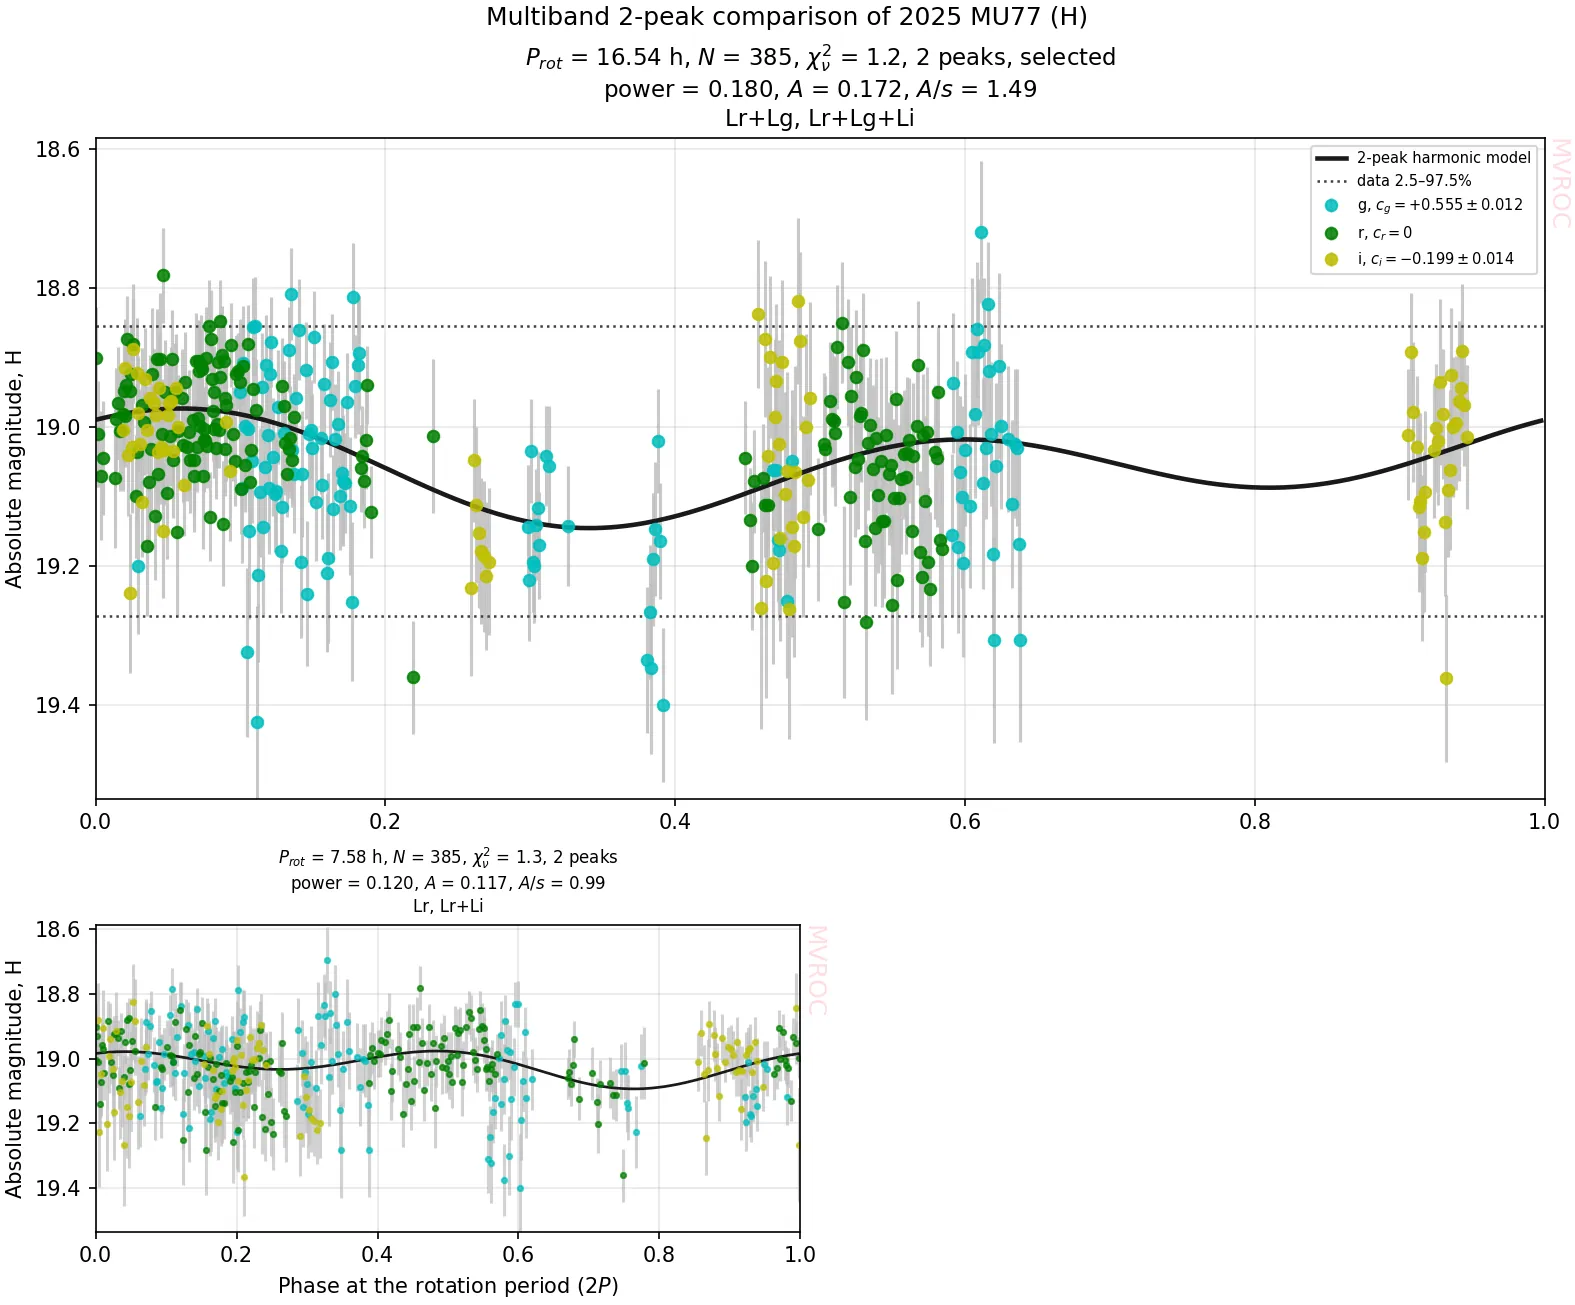 Multiband 2-peak comparison of 2025 MU77 (H)
P_rot = 16.54 h, N = 385, χ²_ν = 1.2, 2 peaks, selected
power = 0.180, A = 0.172, A/s = 1.49
Lr+Lg, Lr+Lg+Li
18.6
18.8
19.0
19.2
19.4
Absolute magnitude, H
2-peak harmonic model
data 2.5–97.5%
g, c_g = +0.555 ± 0.012
r, c_r = 0
i, c_i = −0.199 ± 0.014
MVROC
0.0 0.2 0.4 0.6 0.8 1.0
P_rot = 7.58 h, N = 385, χ²_ν = 1.3, 2 peaks
power = 0.120, A = 0.117, A/s = 0.99
Lr, Lr+Li
18.6
18.8
19.0
19.2
19.4
Absolute magnitude, H
MVROC
0.0 0.2 0.4 0.6 0.8 1.0
Phase at the rotation period (2P)